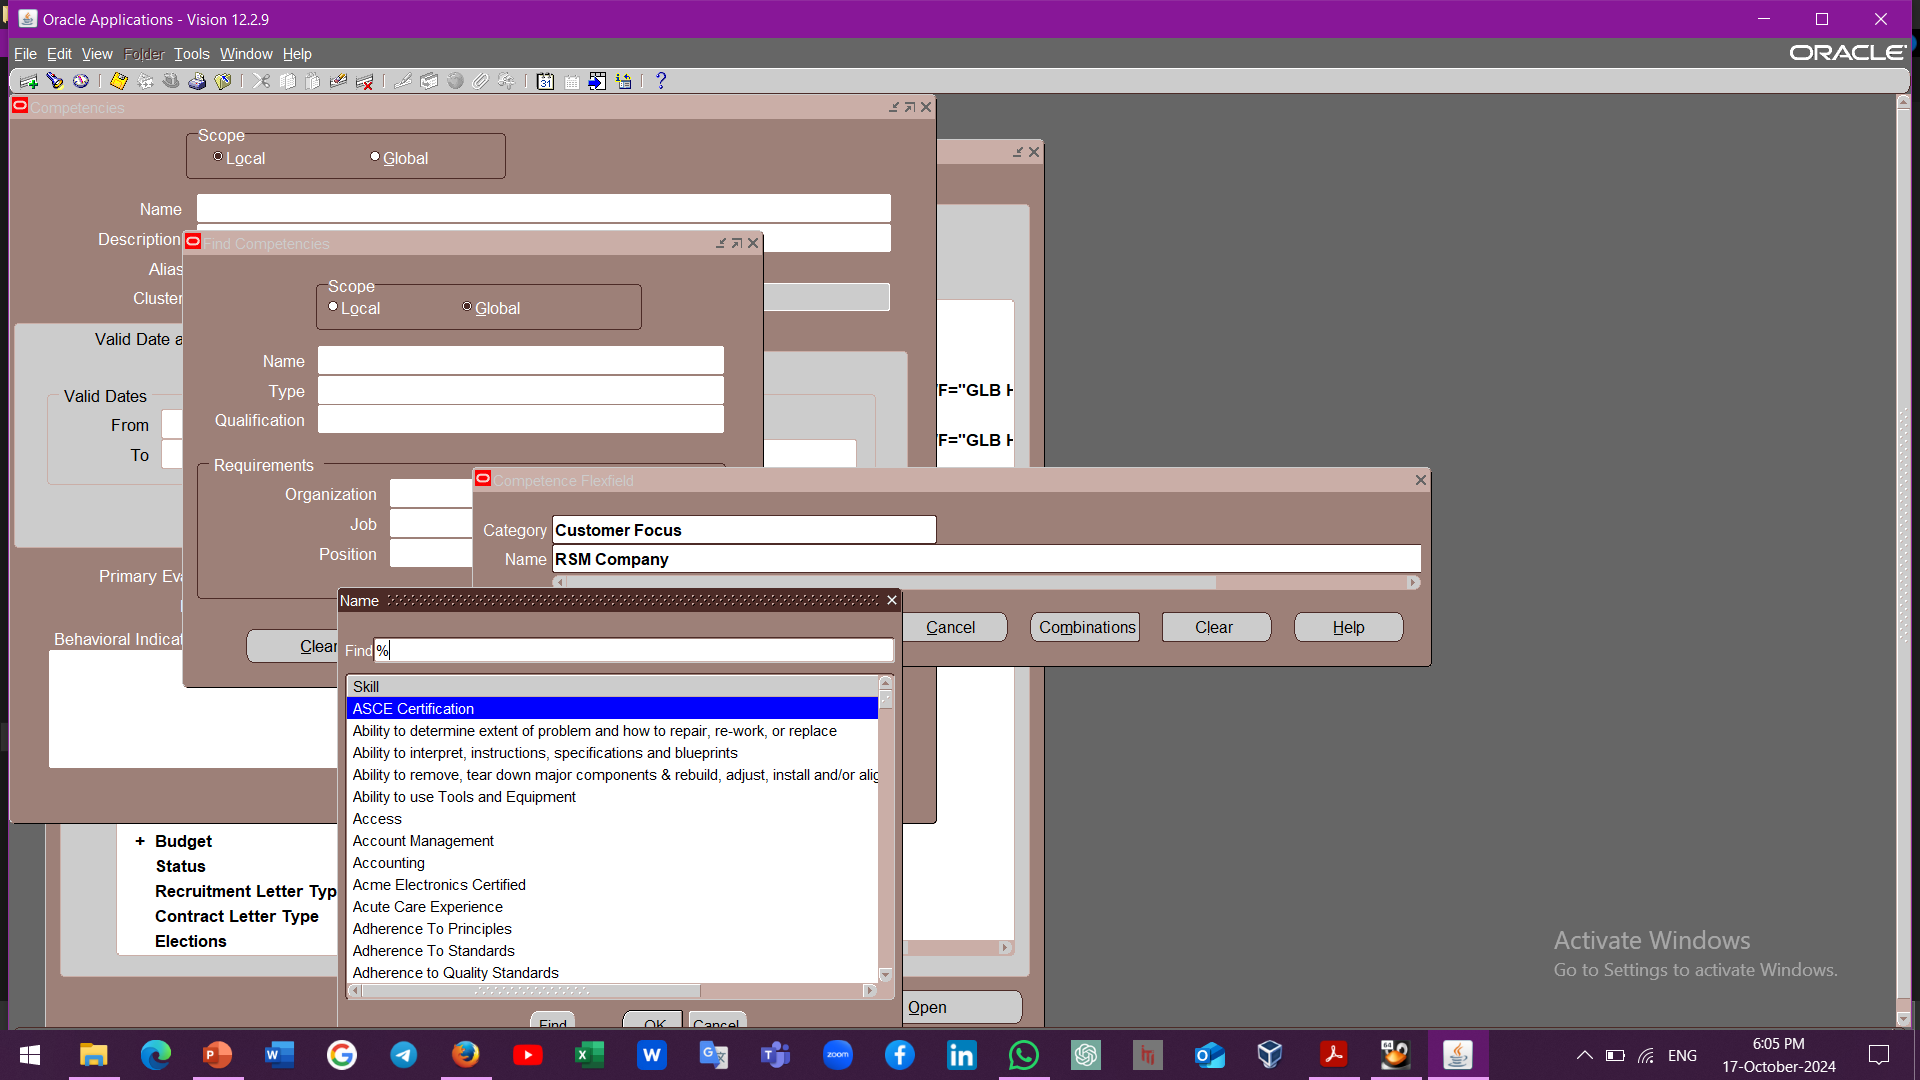 Oracle Applications - Vision 12.2.9
File Edit View Folder Tools Window Help
ORACLE
Competencies
Scope
Local Global
Name
Description
Alias
Cluster
Valid Date a
Valid Dates
From
To
Primary Eva
Behavioral Indicat
Find Competencies
Scope
Local Global
Name
Type
Qualification
Requirements
Organization
Job
Position
Clear
'F="GLB H
'F="GLB H
Competence Flexfield
Category Customer Focus
Name RSM Company
Cancel Combinations Clear Help
Name
Find %
Skill
ASCE Certification
Ability to determine extent of problem and how to repair, re-work, or replace
Ability to interpret, instructions, specifications and blueprints
Ability to remove, tear down major components & rebuild, adjust, install and/or alig
Ability to use Tools and Equipment
Access
Account Management
Accounting
Acme Electronics Certified
Acute Care Experience
Adherence To Principles
Adherence To Standards
Adherence to Quality Standards
Find OK Cancel
+ Budget
Status
Recruitment Letter Typ
Contract Letter Type
Elections
Open
Activate Windows
Go to Settings to activate Windows.
ENG
6:05 PM
17-October-2024